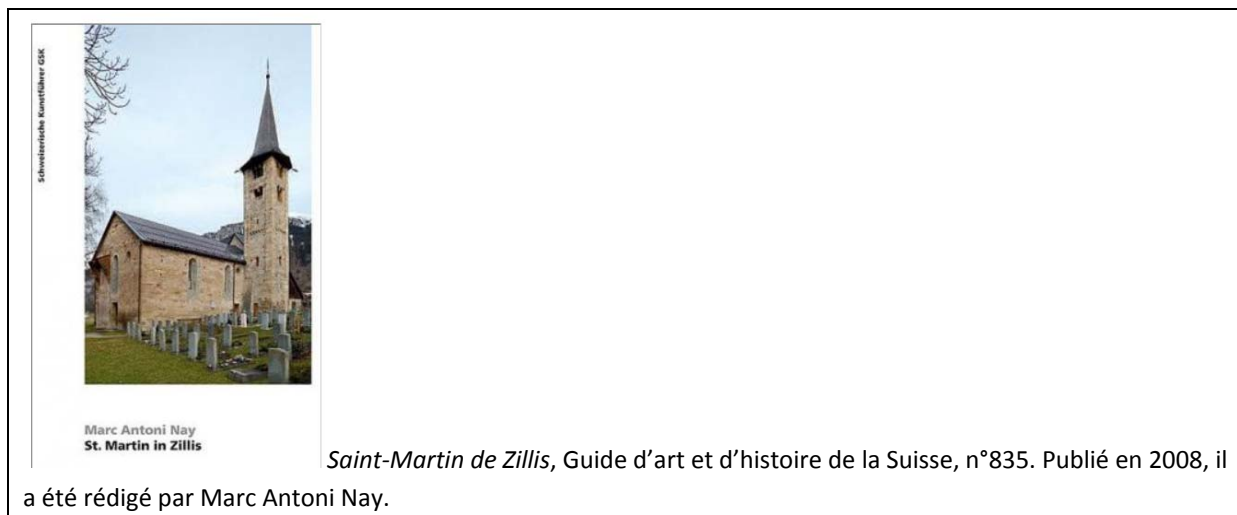 Schweizerische Kunstführer GSK
Marc Antoni Nay
St. Martin in Zillis
Saint-Martin de Zillis, Guide d’art et d’histoire de la Suisse, n°835. Publié en 2008, il
a été rédigé par Marc Antoni Nay.